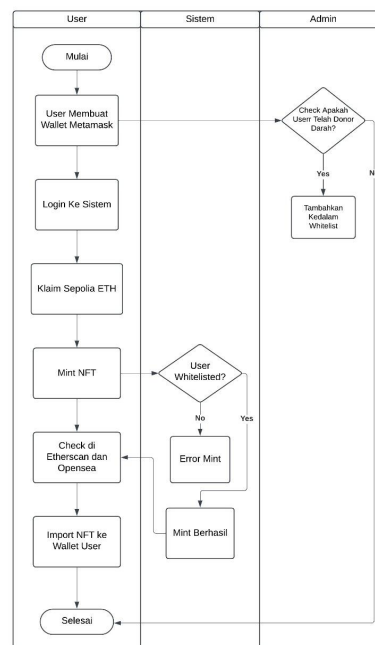 User
Sistem
Admin
Mulai
User Membuat
Wallet Metamask
Check Apakah
Userr Telah Donor
Darah?
Yes
N
Login Ke Sistem
Tambahkan
Kedalam
Whitelist
Klaim Sepolia ETH
Mint NFT
User
Whitelisted?
No
Yes
Check di
Etherscan dan
Opensea
Error Mint
Import NFT ke
Wallet User
Mint Berhasil
Selesai